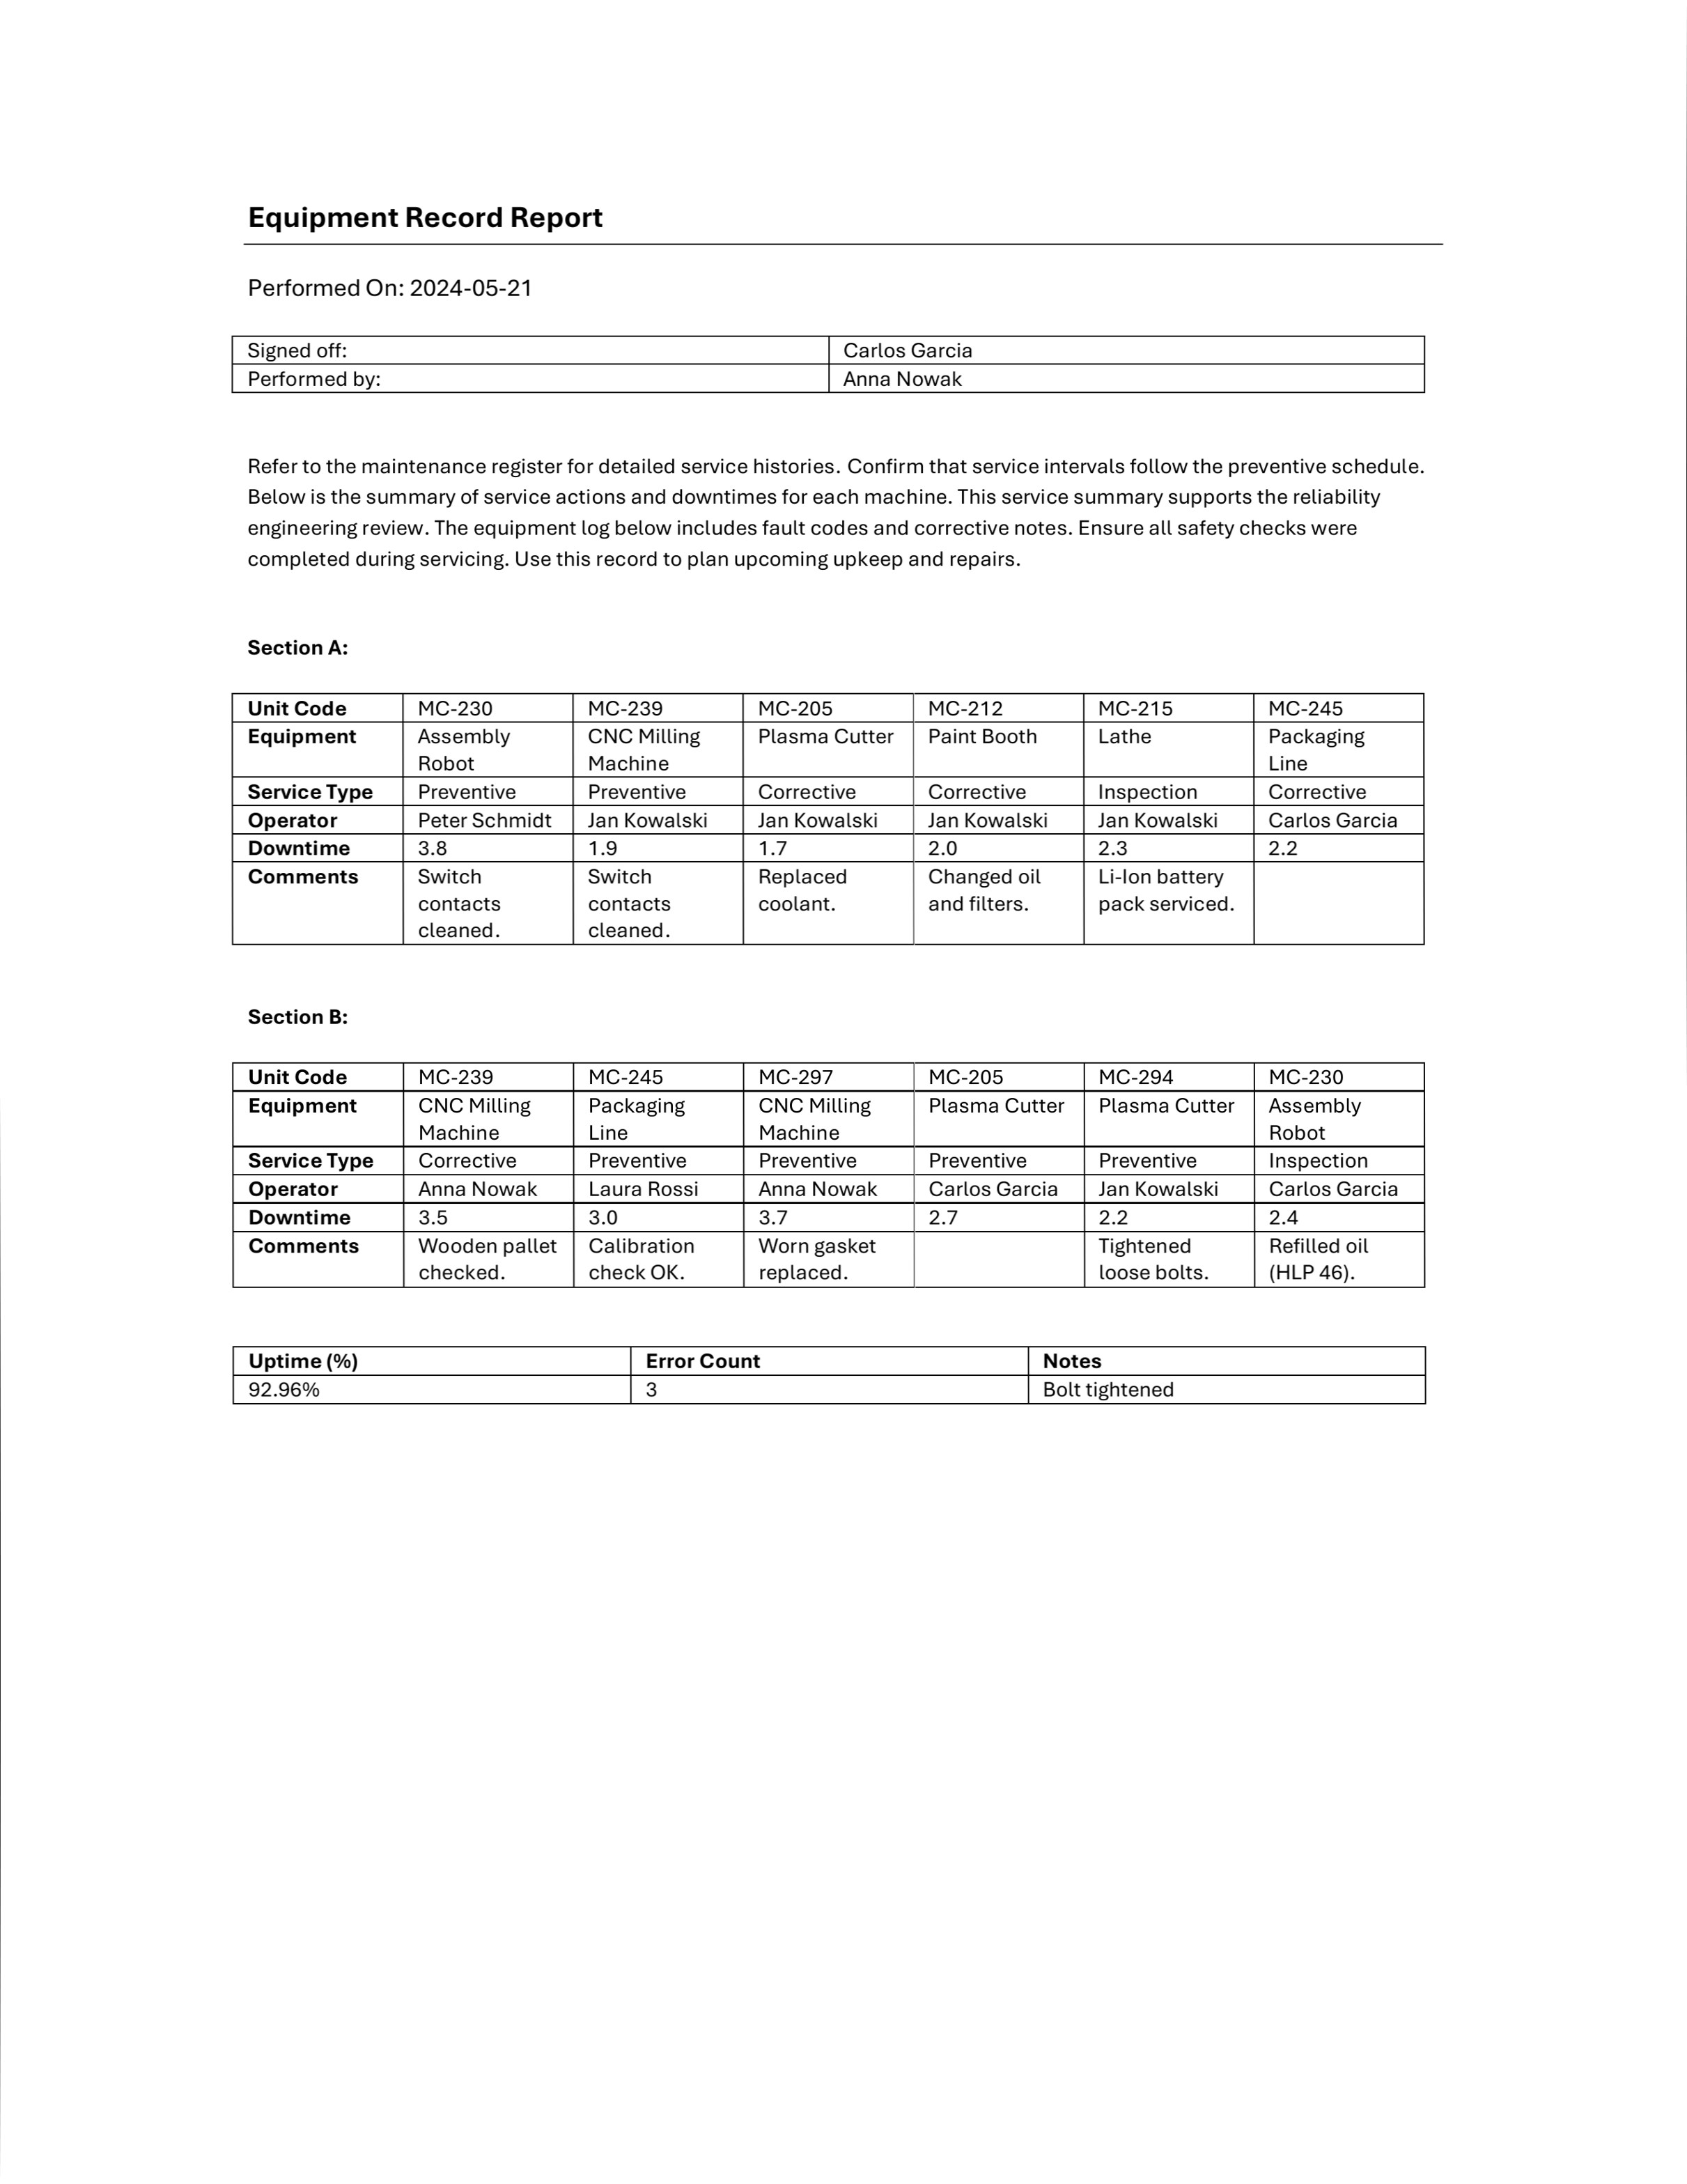 Equipment Record Report
Performed On: 2024-05-21
Signed off: Carlos Garcia
Performed by: Anna Nowak
Refer to the maintenance register for detailed service histories. Confirm that service intervals follow the preventive schedule.
Below is the summary of service actions and downtimes for each machine. This service summary supports the reliability
engineering review. The equipment log below includes fault codes and corrective notes. Ensure all safety checks were
completed during servicing. Use this record to plan upcoming upkeep and repairs.
Section A:
Unit Code MC-230 MC-239 MC-205 MC-212 MC-215 MC-245
Equipment Assembly CNC Milling Plasma Cutter Paint Booth Lathe Packaging
Robot Machine Line
Service Type Preventive Preventive Corrective Corrective Inspection Corrective
Operator Peter Schmidt Jan Kowalski Jan Kowalski Jan Kowalski Jan Kowalski Carlos Garcia
Downtime 3.8 1.9 1.7 2.0 2.3 2.2
Comments Switch Switch Replaced Changed oil Li-Ion battery
contacts contacts coolant. and filters. pack serviced.
cleaned. cleaned.
Section B:
Unit Code MC-239 MC-245 MC-297 MC-205 MC-294 MC-230
Equipment CNC Milling Packaging CNC Milling Plasma Cutter Plasma Cutter Assembly
Machine Line Machine Robot
Service Type Corrective Preventive Preventive Preventive Preventive Inspection
Operator Anna Nowak Laura Rossi Anna Nowak Carlos Garcia Jan Kowalski Carlos Garcia
Downtime 3.5 3.0 3.7 2.7 2.2 2.4
Comments Wooden pallet Calibration Worn gasket Tightened Refilled oil
checked. check OK. replaced. loose bolts. (HLP 46).
Uptime (%) Error Count Notes
92.96% 3 Bolt tightened